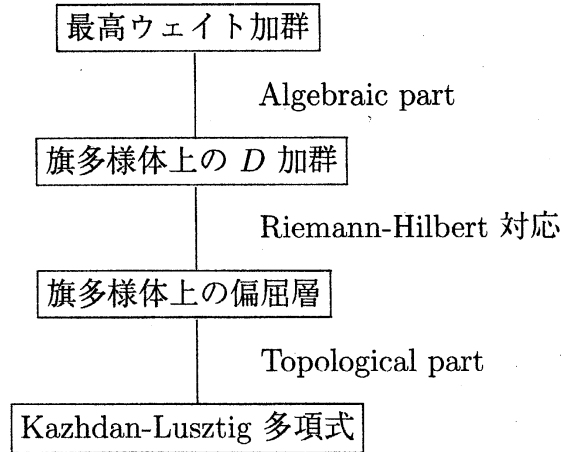 最高ウェイト加群
Algebraic part
旗多様体上の D 加群
Riemann-Hilbert 対応
旗多様体上の偏屈層
Topological part
Kazhdan-Lusztig 多項式